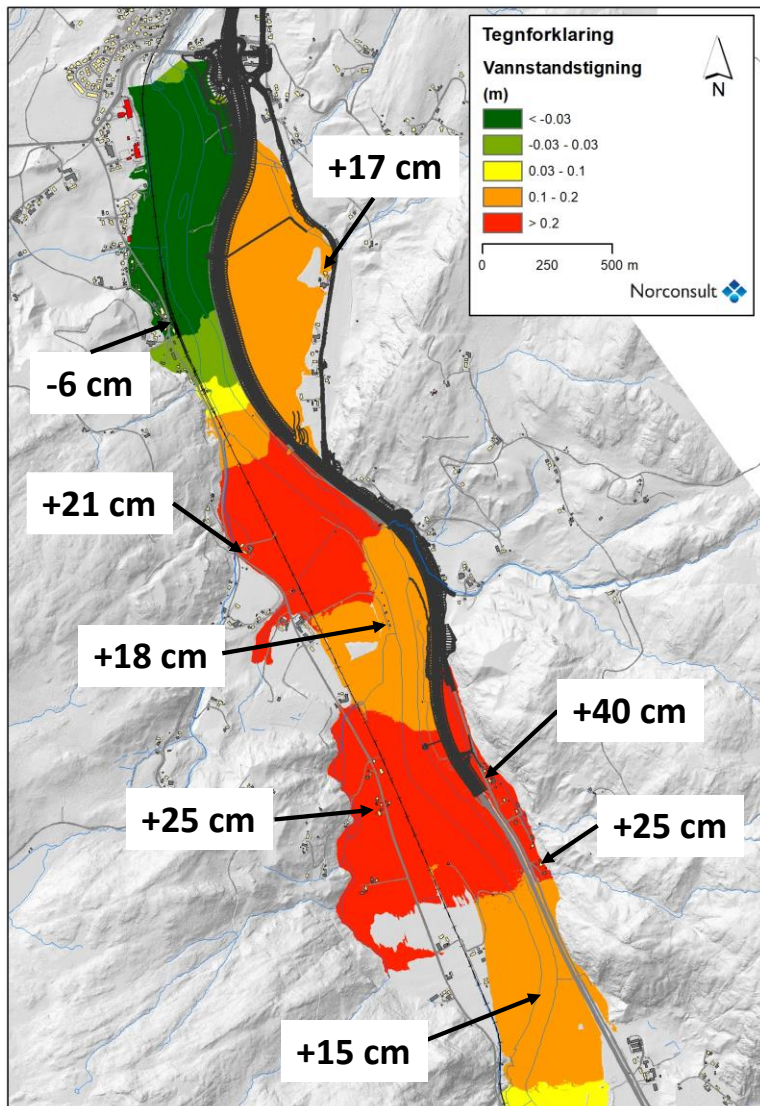 Tegnforklaring
Vannstandstigning
(m)
< -0.03
-0.03 - 0.03
0.03 - 0.1
0.1 - 0.2
> 0.2
N
0 250 500 m
Norconsult
+17 cm
-6 cm
+21 cm
+18 cm
+40 cm
+25 cm
+25 cm
+15 cm